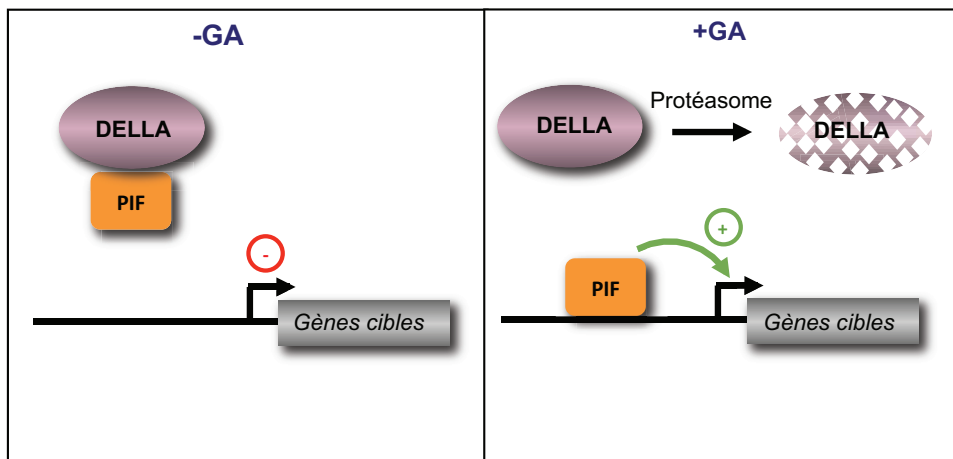 -GA
DELLA
PIF
-
Gènes cibles
+GA
Protéasome
DELLA
DELLA
+
PIF
Gènes cibles